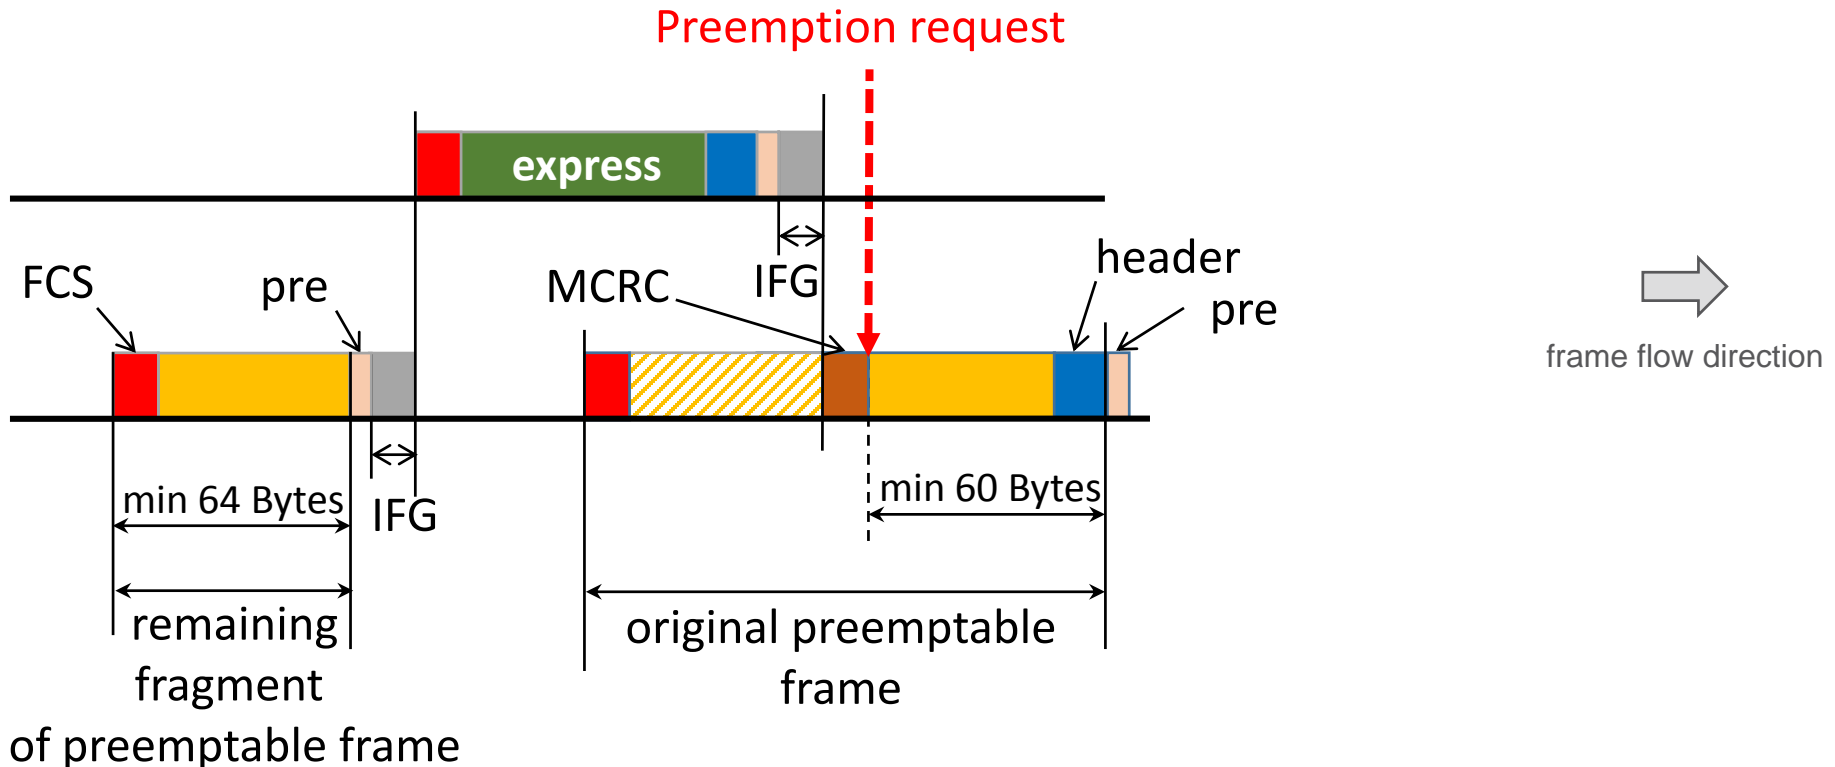 Preemption request
express
IFG
header
FCS
pre
MCRC
pre
frame flow direction
min 64 Bytes
IFG
min 60 Bytes
remaining
fragment
of preemptable frame
original preemptable
frame